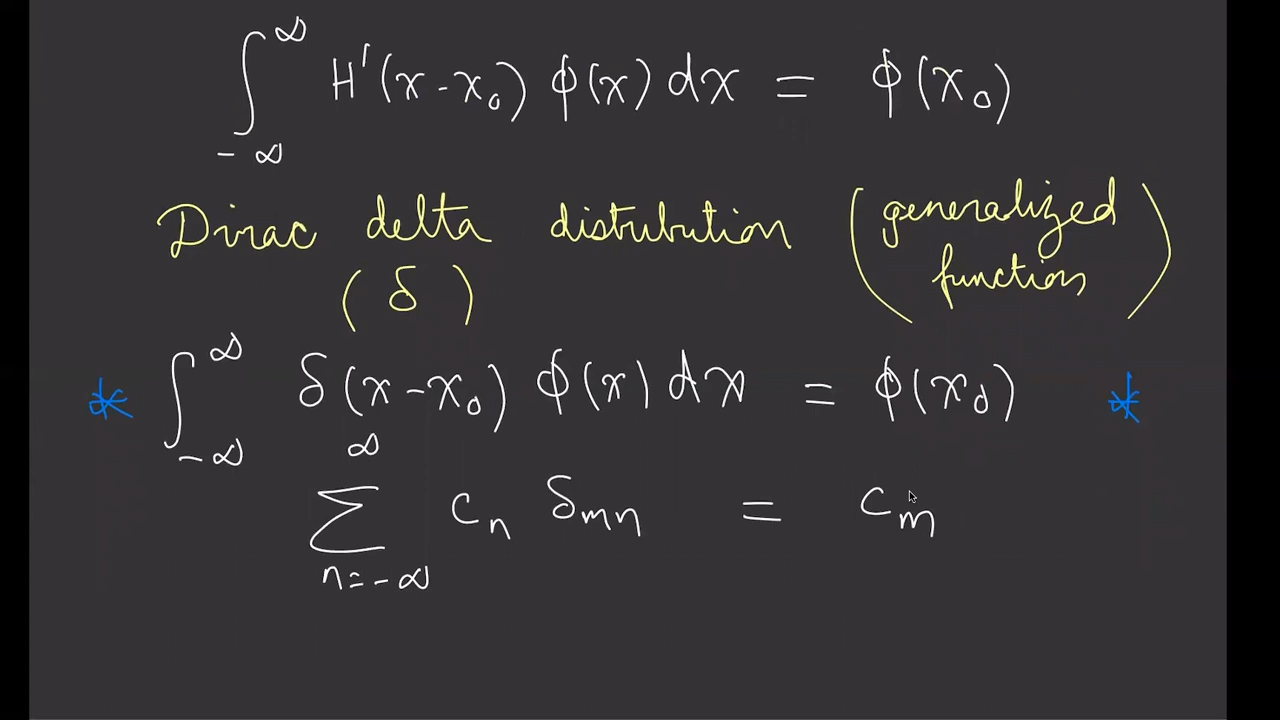 ∫_{-∞}^{∞} H'(x-x₀) ϕ(x) dx = ϕ(x₀)
Dirac delta distribution (generalized function)
(δ)
* ∫_{-∞}^{∞} δ(x-x₀) ϕ(x) dx = ϕ(x₀) *
∑_{n=-∞}^{∞} cₙ δₘₙ = cₘ